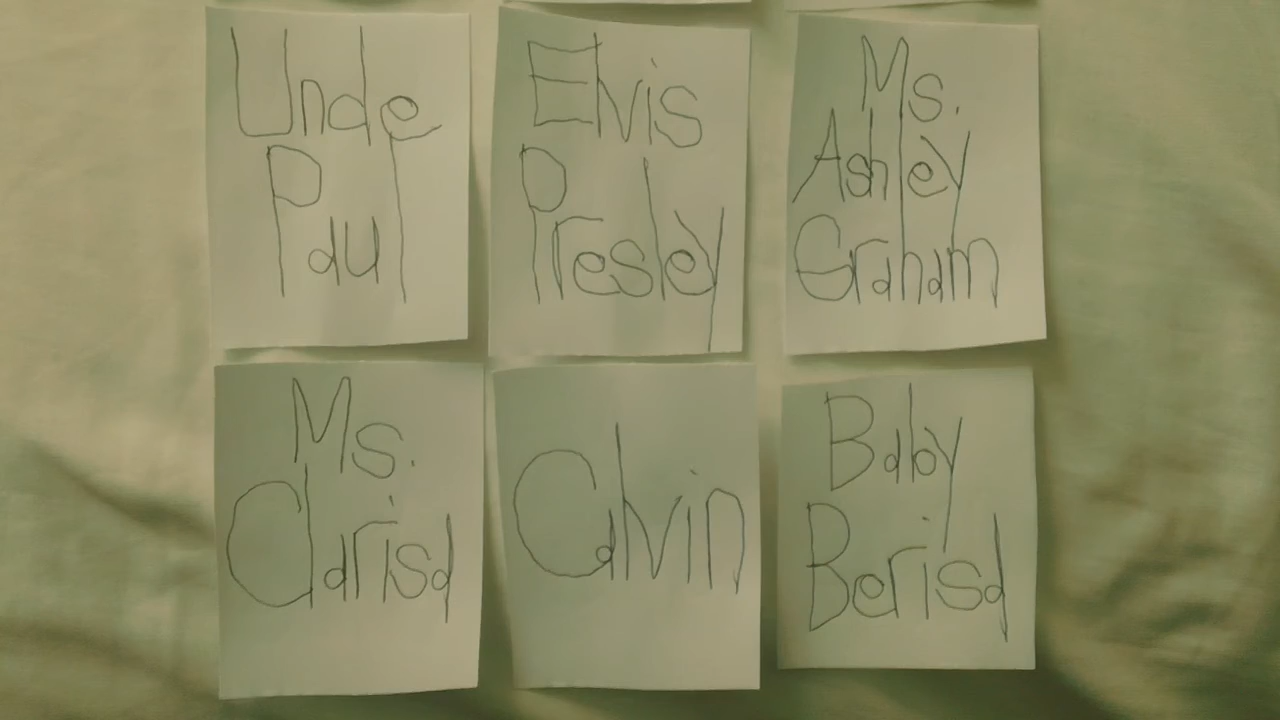 Uncle
Paul
Elvis
Presley
Ms.
Ashley
Graham
Ms.
Clarisa
Calvin
Baby
Berisa